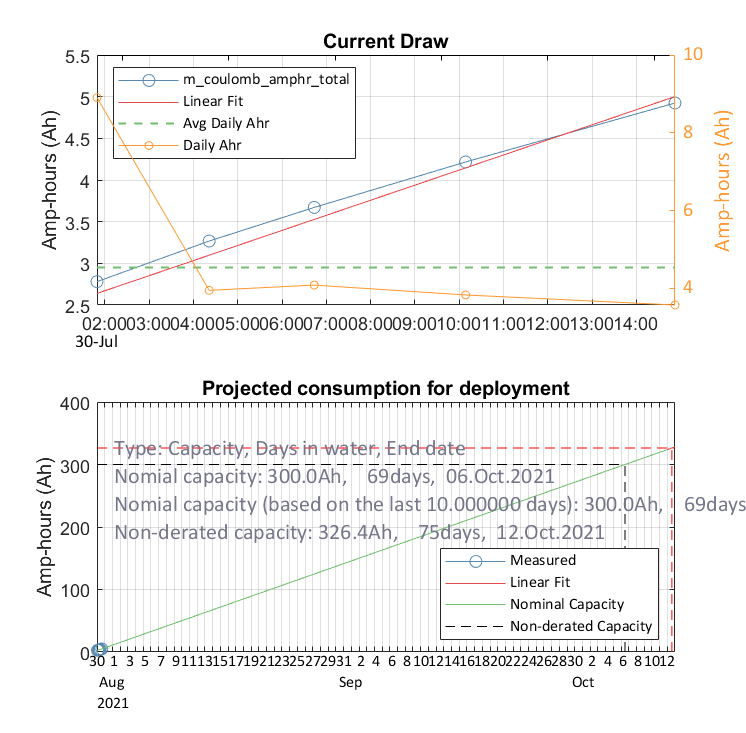 Current Draw
5.5
5
4.5
4
3.5
3
2.5
Amp-hours (Ah)
m_coulomb_amphr_total
Linear Fit
Avg Daily Ahr
Daily Ahr
10
8
6
4
Amp-hours (Ah)
02:00 03:00 04:00 05:00 06:00 07:00 08:00 09:00 10:00 11:00 12:00 13:00 14:00
30-Jul
Projected consumption for deployment
400
300
200
100
0
Amp-hours (Ah)
Type: Capacity, Days in water, End date
Nomial capacity: 300.0Ah, 69days, 06.Oct.2021
Nomial capacity (based on the last 10.000000 days): 300.0Ah, 69days
Non-derated capacity: 326.4Ah, 75days, 12.Oct.2021
Measured
Linear Fit
Nominal Capacity
Non-derated Capacity
30 1 3 5 7 9 11 13 15 17 19 21 23 25 27 29 31 2 4 6 8 10 12 14 16 18 20 22 24 26 28 30 2 4 6 8 10 12
Aug Sep Oct
2021